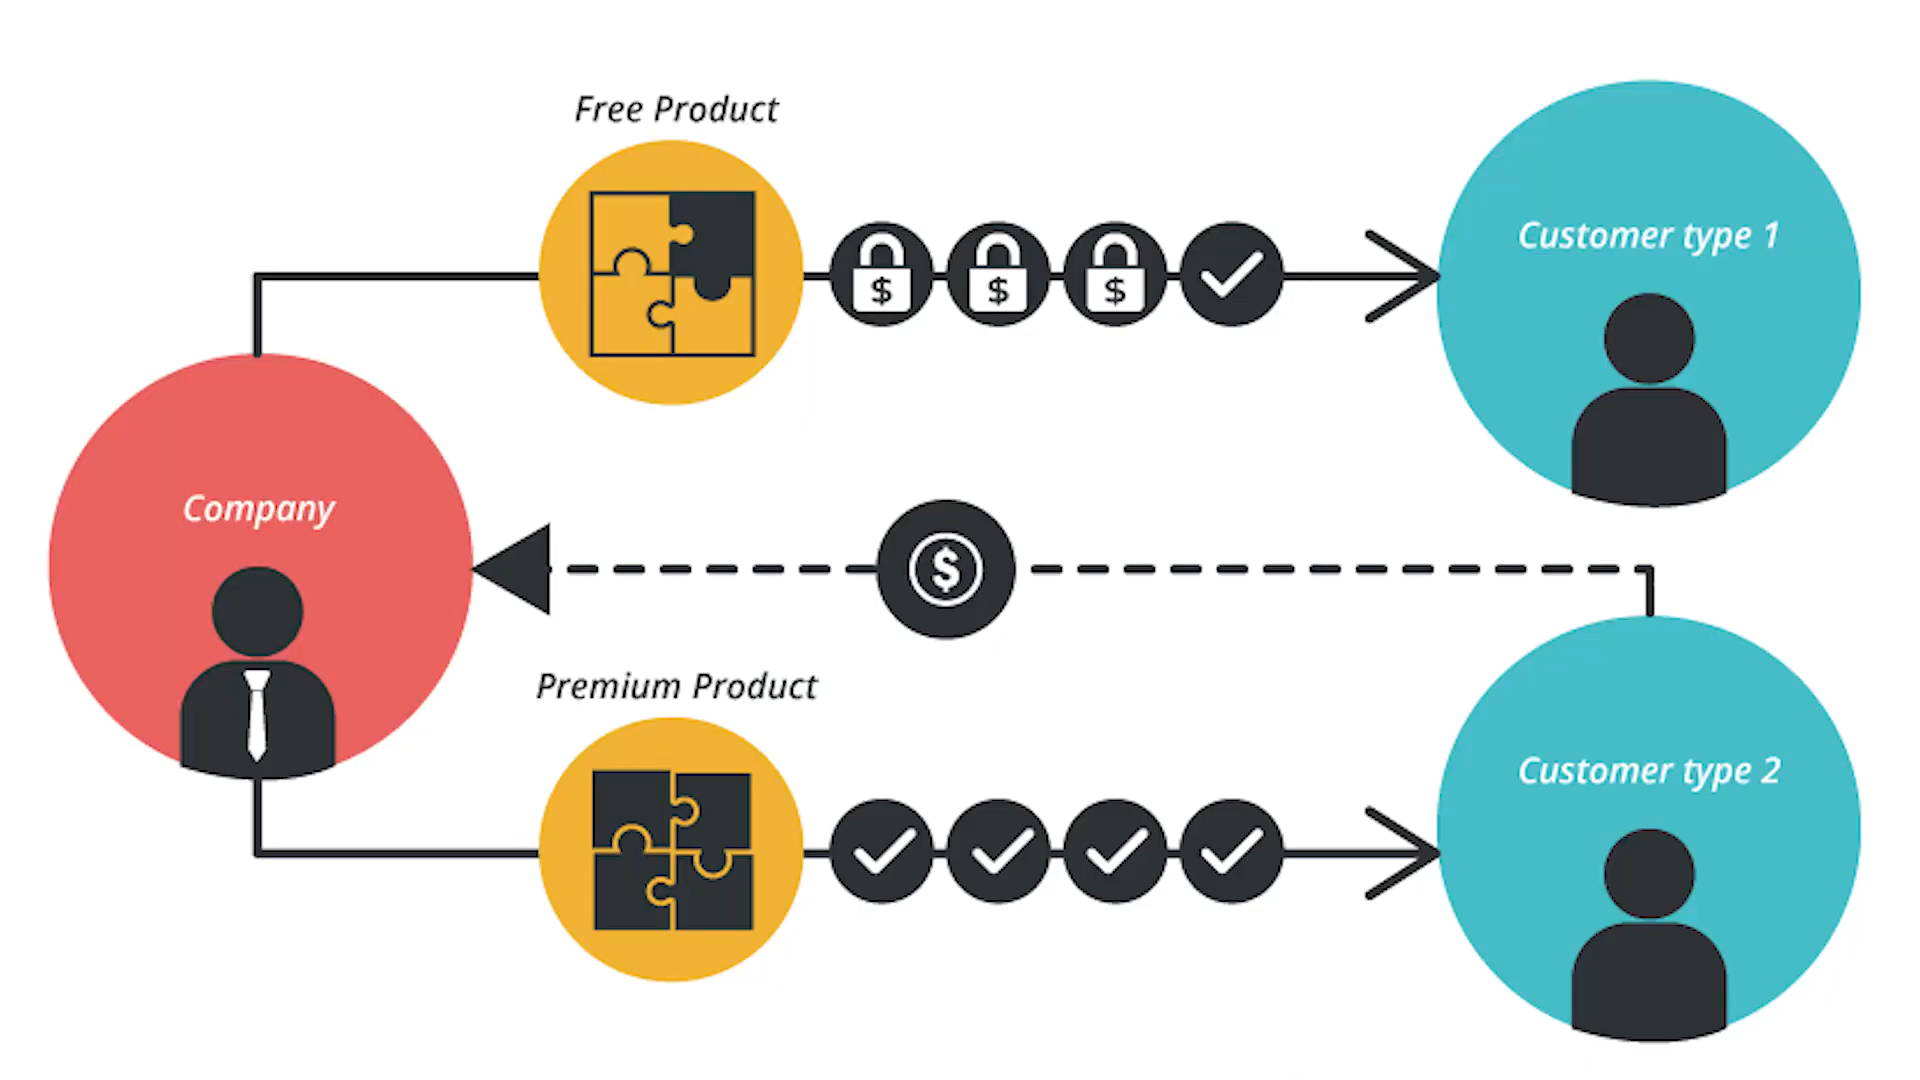 Free Product
$
$
$
Customer type 1
Company
$
Premium Product
Customer type 2